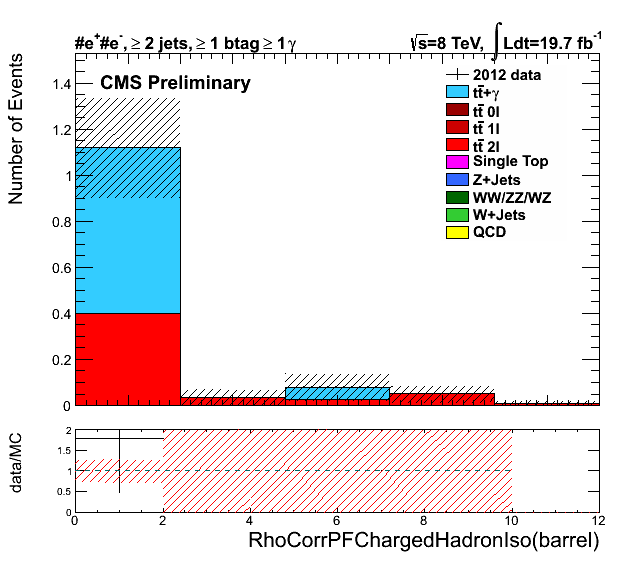 #e⁺#e⁻, ≥ 2 jets, ≥ 1 btag ≥ 1γ
√s=8 TeV, ∫ Ldt=19.7 fb⁻¹
CMS Preliminary
2012 data
tt̄+γ
tt̄ 0l
tt̄ 1l
tt̄ 2l
Single Top
Z+Jets
WW/ZZ/WZ
W+Jets
QCD
Number of Events
1.4
1.2
1
0.8
0.6
0.4
0.2
0
data/MC
2
1.5
1
0.5
0
0 2 4 6 8 10 12
RhoCorrPFChargedHadronIso(barrel)